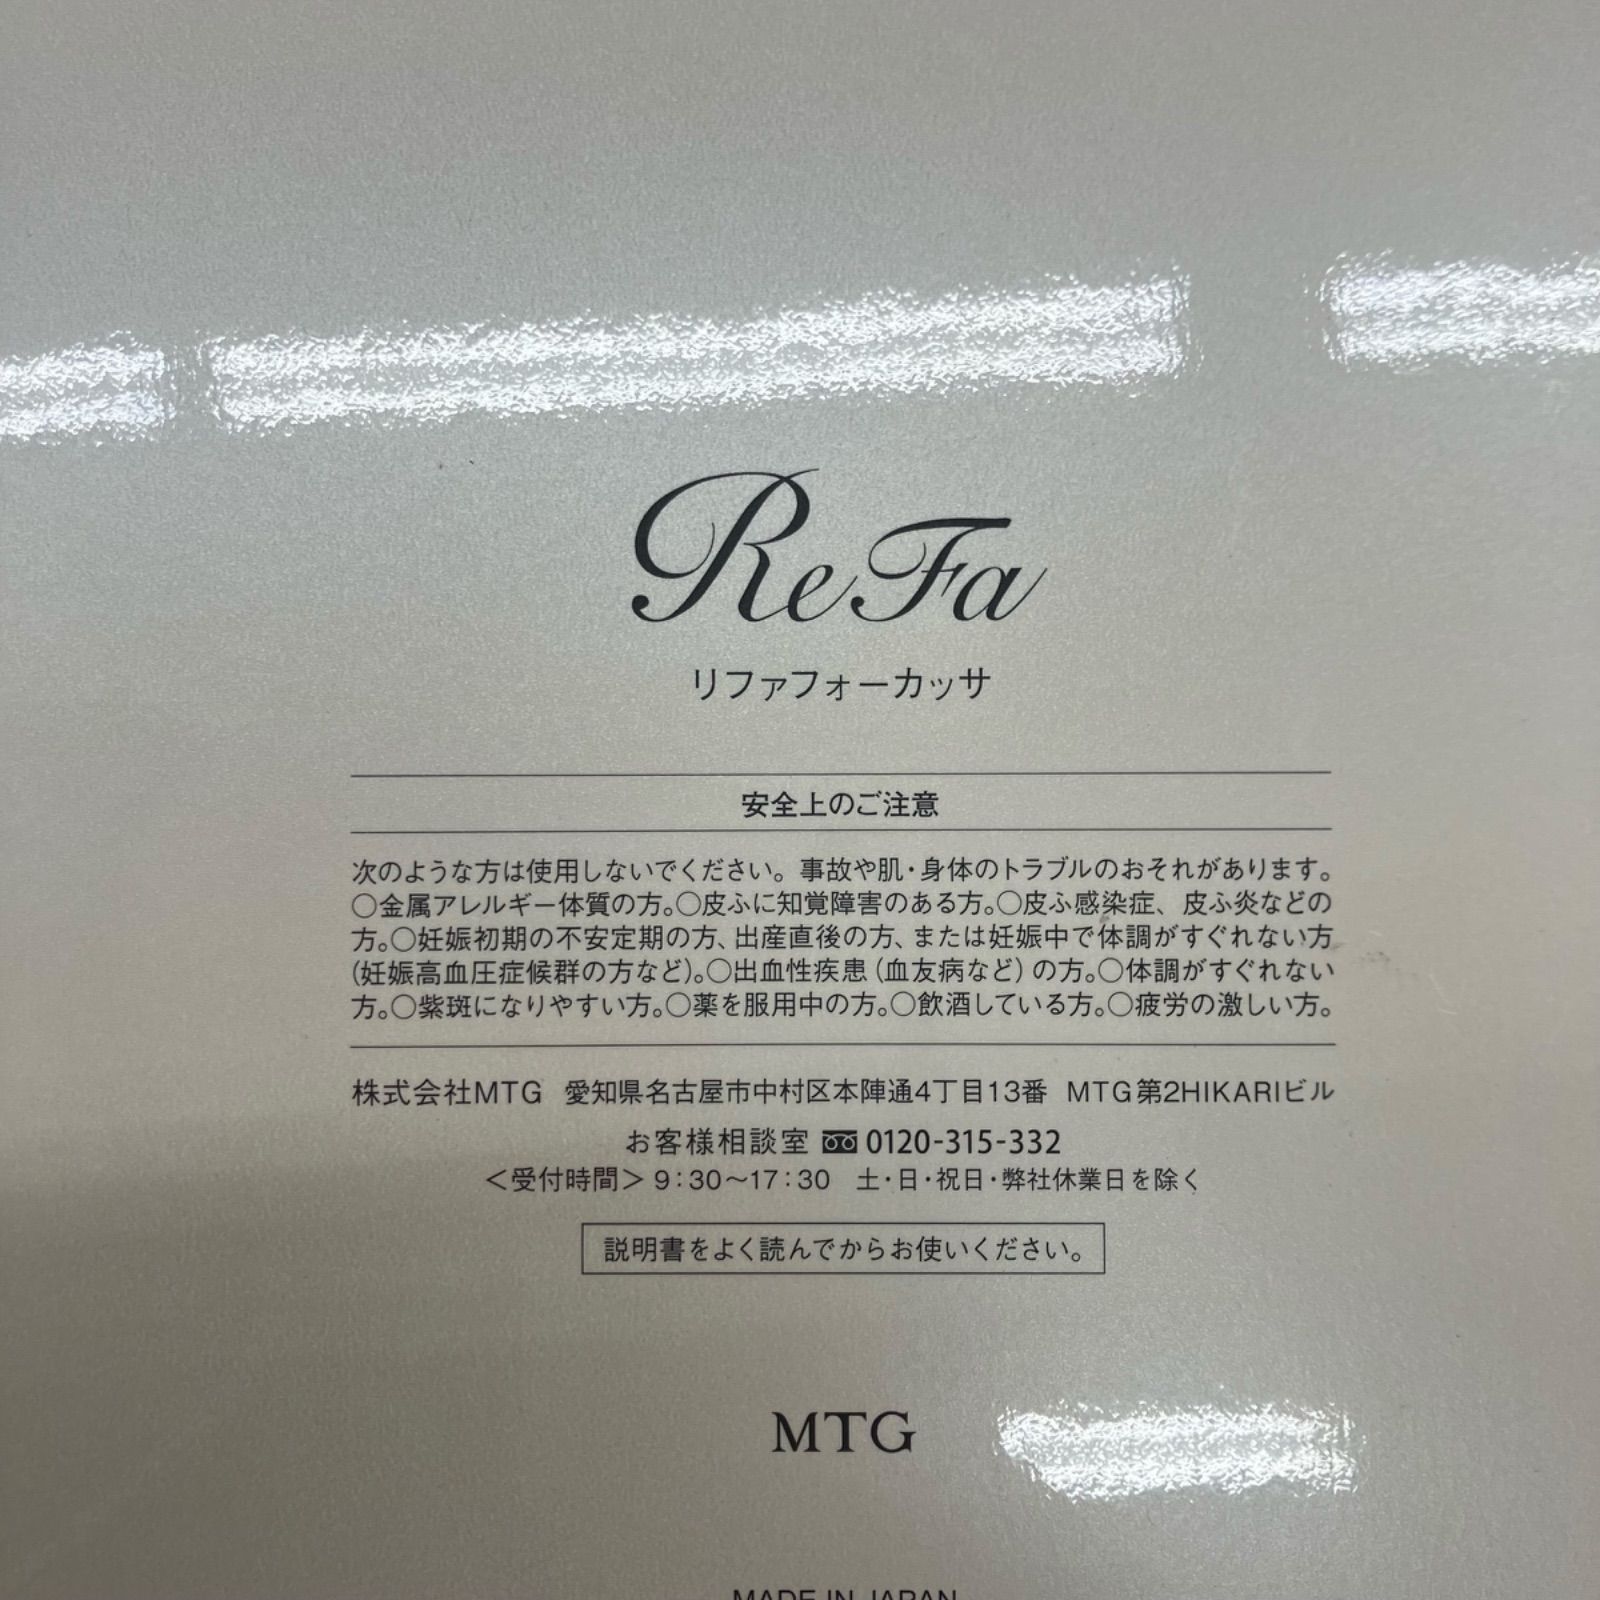 ReFa
リファフォーカッサ
安全上のご注意
次のような方は使用しないでください。事故や肌・身体のトラブルのおそれがあります。
○金属アレルギー体質の方。○皮ふに知覚障害のある方。○皮ふ感染症、皮ふ炎などの
方。○妊娠初期の不安定期の方、出産直後の方、または妊娠中で体調がすぐれない方
(妊娠高血圧症候群の方など)。○出血性疾患(血友病など)の方。○体調がすぐれない
方。○紫斑になりやすい方。○薬を服用中の方。○飲酒している方。○疲労の激しい方。
株式会社MTG 愛知県名古屋市中村区本陣通4丁目13番 MTG第2HIKARIビル
お客様相談室 0120-315-332
＜受付時間＞9:30～17:30 土・日・祝日・弊社休業日を除く
説明書をよく読んでからお使いください。
MTG
MADE IN JAPAN